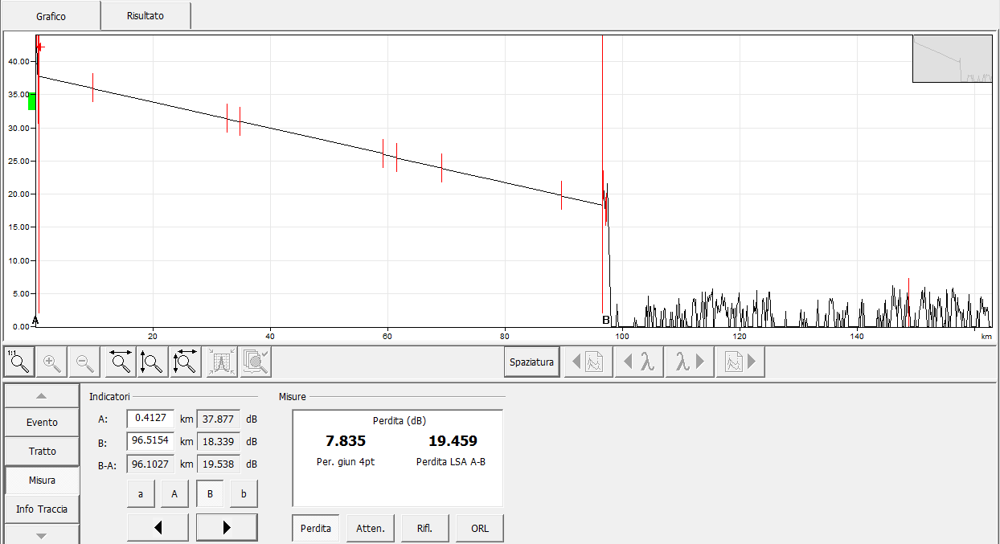 Grafico Risultato
40.00
35.00
30.00
25.00
20.00
15.00
10.00
5.00
0.00
A B
20 40 60 80 100 120 140 km
1:1 Spaziatura λ λ
Indicatori Misure
Evento
Tratto
Misura
Info Traccia
A: 0.4127 km 37.877 dB
B: 96.5154 km 18.339 dB
B-A: 96.1027 km 19.538 dB
a A B b
Perdita (dB)
7.835 19.459
Per. giun 4pt Perdita LSA A-B
Perdita Atten. Rifl. ORL